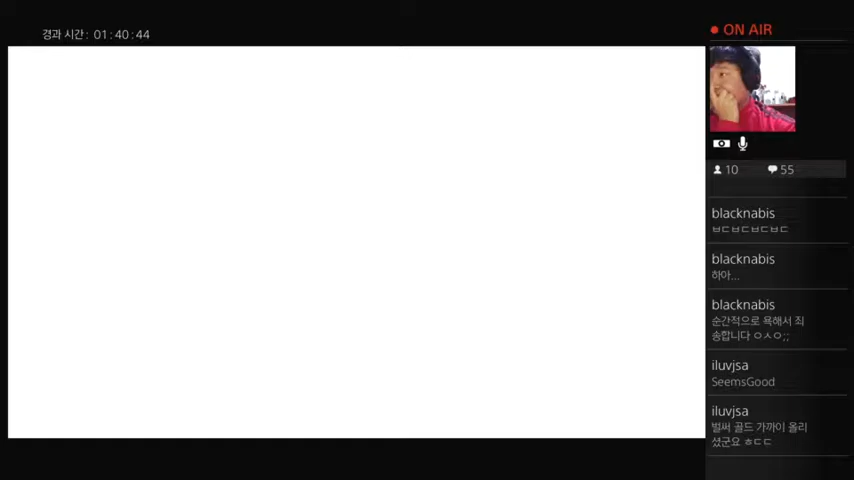 경과 시간: 01:40:44
ON AIR
10 55
blacknabis
ㅂㄷㅂㄷㅂㄷㅂㄷ
blacknabis
하아...
blacknabis
순간적으로 욕해서 죄
송합니다 ㅇㅅㅇ;;
iluvjsa
SeemsGood
iluvjsa
벌써 골드 가까이 올리
셨군요 ㅎㄷㄷ